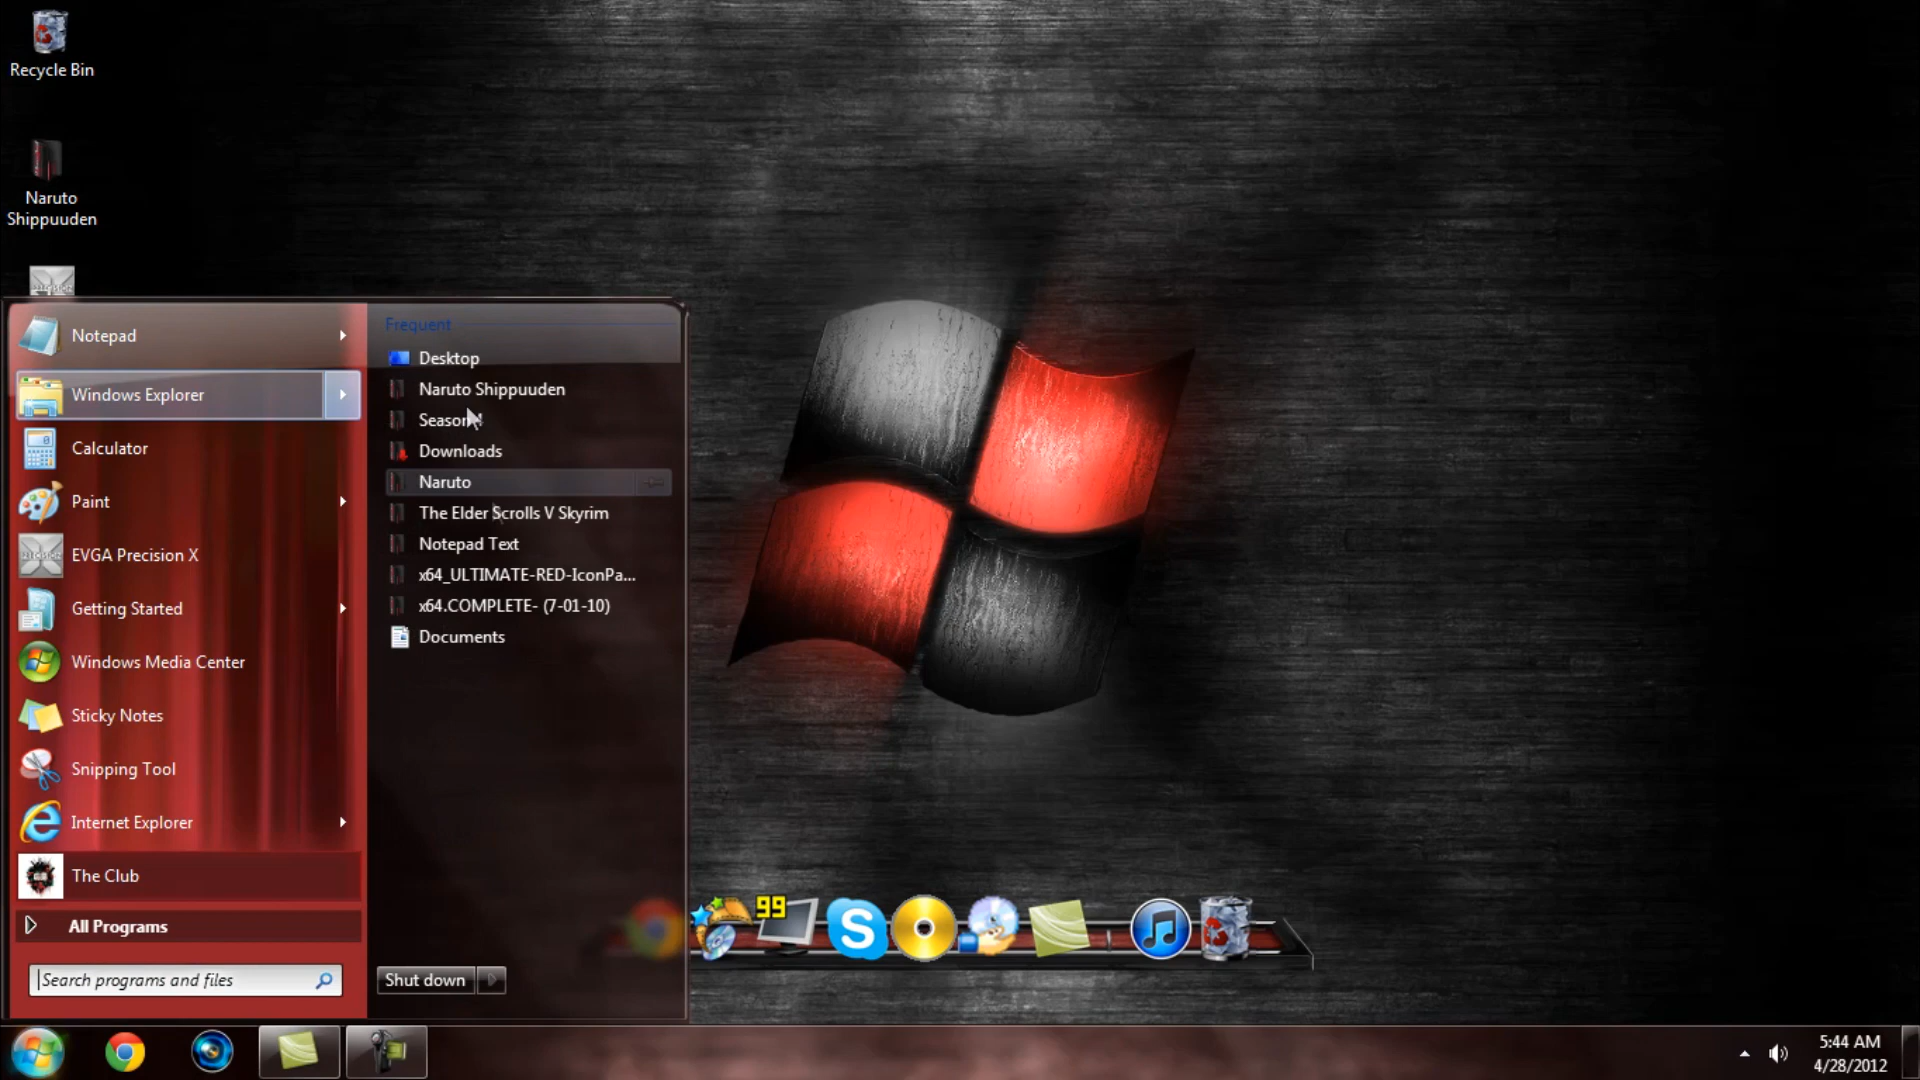 Recycle Bin
Naruto
Shippuuden
Notepad
Windows Explorer
Calculator
Paint
EVGA Precision X
Getting Started
Windows Media Center
Sticky Notes
Snipping Tool
Internet Explorer
The Club
All Programs
Search programs and files
Frequent
Desktop
Naruto Shippuuden
Season
Downloads
Naruto
The Elder Scrolls V Skyrim
Notepad Text
x64_ULTIMATE-RED-IconPa...
x64.COMPLETE- (7-01-10)
Documents
Shut down
99
S
5:44 AM
4/28/2012